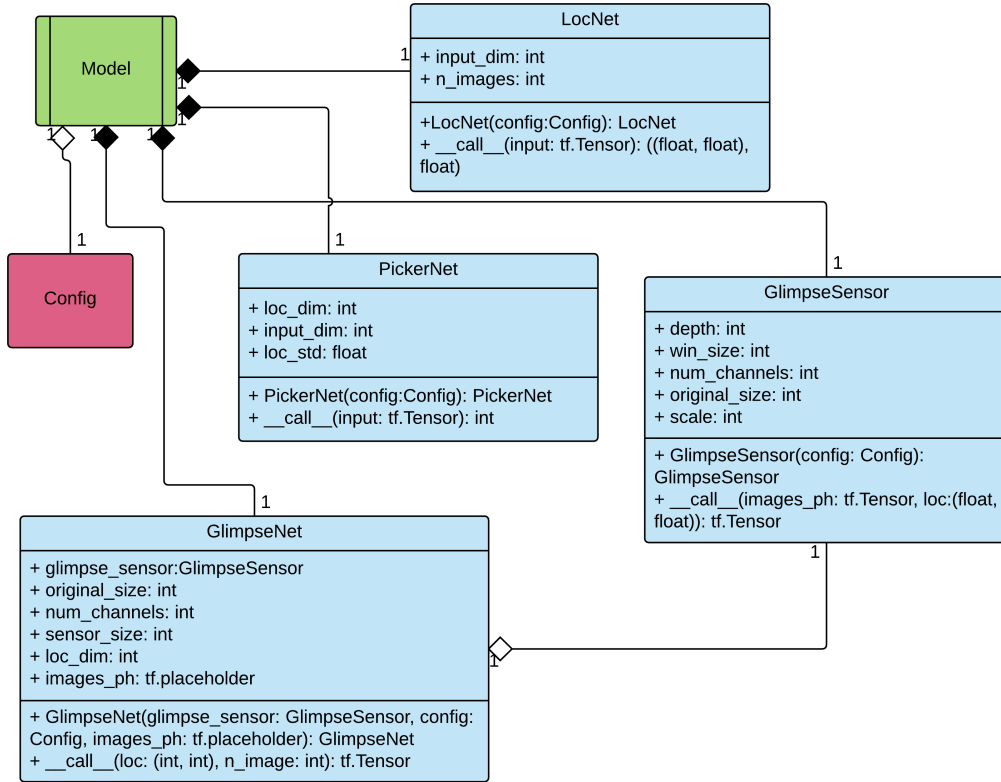 Model
1
1
1
1
1
LocNet
+ input_dim: int
+ n_images: int
+LocNet(config:Config): LocNet
+ __call__(input: tf.Tensor): ((float, float),
float)
1
1
1
Config
1
PickerNet
+ loc_dim: int
+ input_dim: int
+ loc_std: float
+ PickerNet(config:Config): PickerNet
+ __call__(input: tf.Tensor): int
1
GlimpseSensor
+ depth: int
+ win_size: int
+ num_channels: int
+ original_size: int
+ scale: int
+ GlimpseSensor(config: Config):
GlimpseSensor
+ __call__(images_ph: tf.Tensor, loc:(float,
float)): tf.Tensor
1
1
GlimpseNet
+ glimpse_sensor:GlimpseSensor
+ original_size: int
+ num_channels: int
+ sensor_size: int
+ loc_dim: int
+ images_ph: tf.placeholder
+ GlimpseNet(glimpse_sensor: GlimpseSensor, config:
Config, images_ph: tf.placeholder): GlimpseNet
+ __call__(loc: (int, int), n_image: int): tf.Tensor